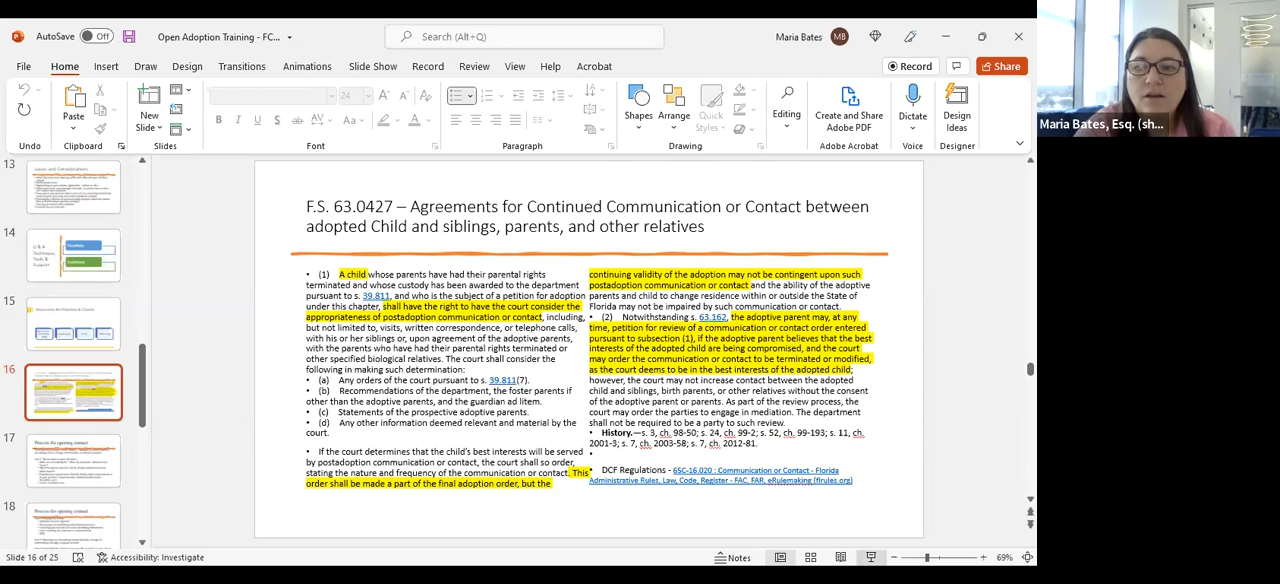 AutoSave Off Open Adoption Training - FC... Search (Alt+Q) Maria Bates MB
File Home Insert Draw Design Transitions Animations Slide Show Record Review View Help Acrobat Record Share
24
Paste New Slide Shapes Arrange Quick Styles Editing Create and Share Adobe PDF Dictate Design Ideas
Undo Clipboard Slides Font Paragraph Drawing Adobe Acrobat Voice Designer
Maria Bates, Esq. (sh...
13
Issues and Considerations
14
15
16
17
18
F.S. 63.0427 – Agreements for Continued Communication or Contact between
adopted Child and siblings, parents, and other relatives
• (1) A child whose parents have had their parental rights
terminated and whose custody has been awarded to the department
pursuant to s. 39.811, and who is the subject of a petition for adoption
under this chapter, shall have the right to have the court consider the
appropriateness of postadoption communication or contact, including,
but not limited to, visits, written correspondence, or telephone calls,
with his or her siblings or, upon agreement of the adoptive parents,
with the parents who have had their parental rights terminated or
other specified biological relatives. The court shall consider the
following in making such determination:
• (a) Any orders of the court pursuant to s. 39.811(7).
• (b) Recommendations of the department, the foster parents if
other than the adoptive parents, and the guardian ad litem.
• (c) Statements of the prospective adoptive parents.
• (d) Any other information deemed relevant and material by the
court.
• If the court determines that the child's best interests will be served
by postadoption communication or contact, the court shall so order,
stating the nature and frequency of the communication or contact. This
order shall be made a part of the final adoption order, but the
continuing validity of the adoption may not be contingent upon such
postadoption communication or contact and the ability of the adoptive
parents and child to change residence within or outside the State of
Florida may not be impaired by such communication or contact.
• (2) Notwithstanding s. 63.162, the adoptive parent may, at any
time, petition for review of a communication or contact order entered
pursuant to subsection (1), if the adoptive parent believes that the best
interests of the adopted child are being compromised, and the court
may order the communication or contact to be terminated or modified,
as the court deems to be in the best interests of the adopted child;
however, the court may not increase contact between the adopted
child and siblings, birth parents, or other relatives without the consent
of the adoptive parent or parents. As part of the review process, the
court may order the parties to engage in mediation. The department
shall not be required to be a party to such review.
• History.—s. 3, ch. 98-50; s. 24, ch. 99-2; s. 52, ch. 99-193; s. 11, ch.
2001-3; s. 7, ch. 2003-58; s. 7, ch. 2012-81.
•
• DCF Regulations - 65C-16.020 : Communication or Contact - Florida
Administrative Rules, Law, Code, Register - FAC, FAR, eRulemaking (flrules.org)
Slide 16 of 25 Accessibility: Investigate Notes 69%